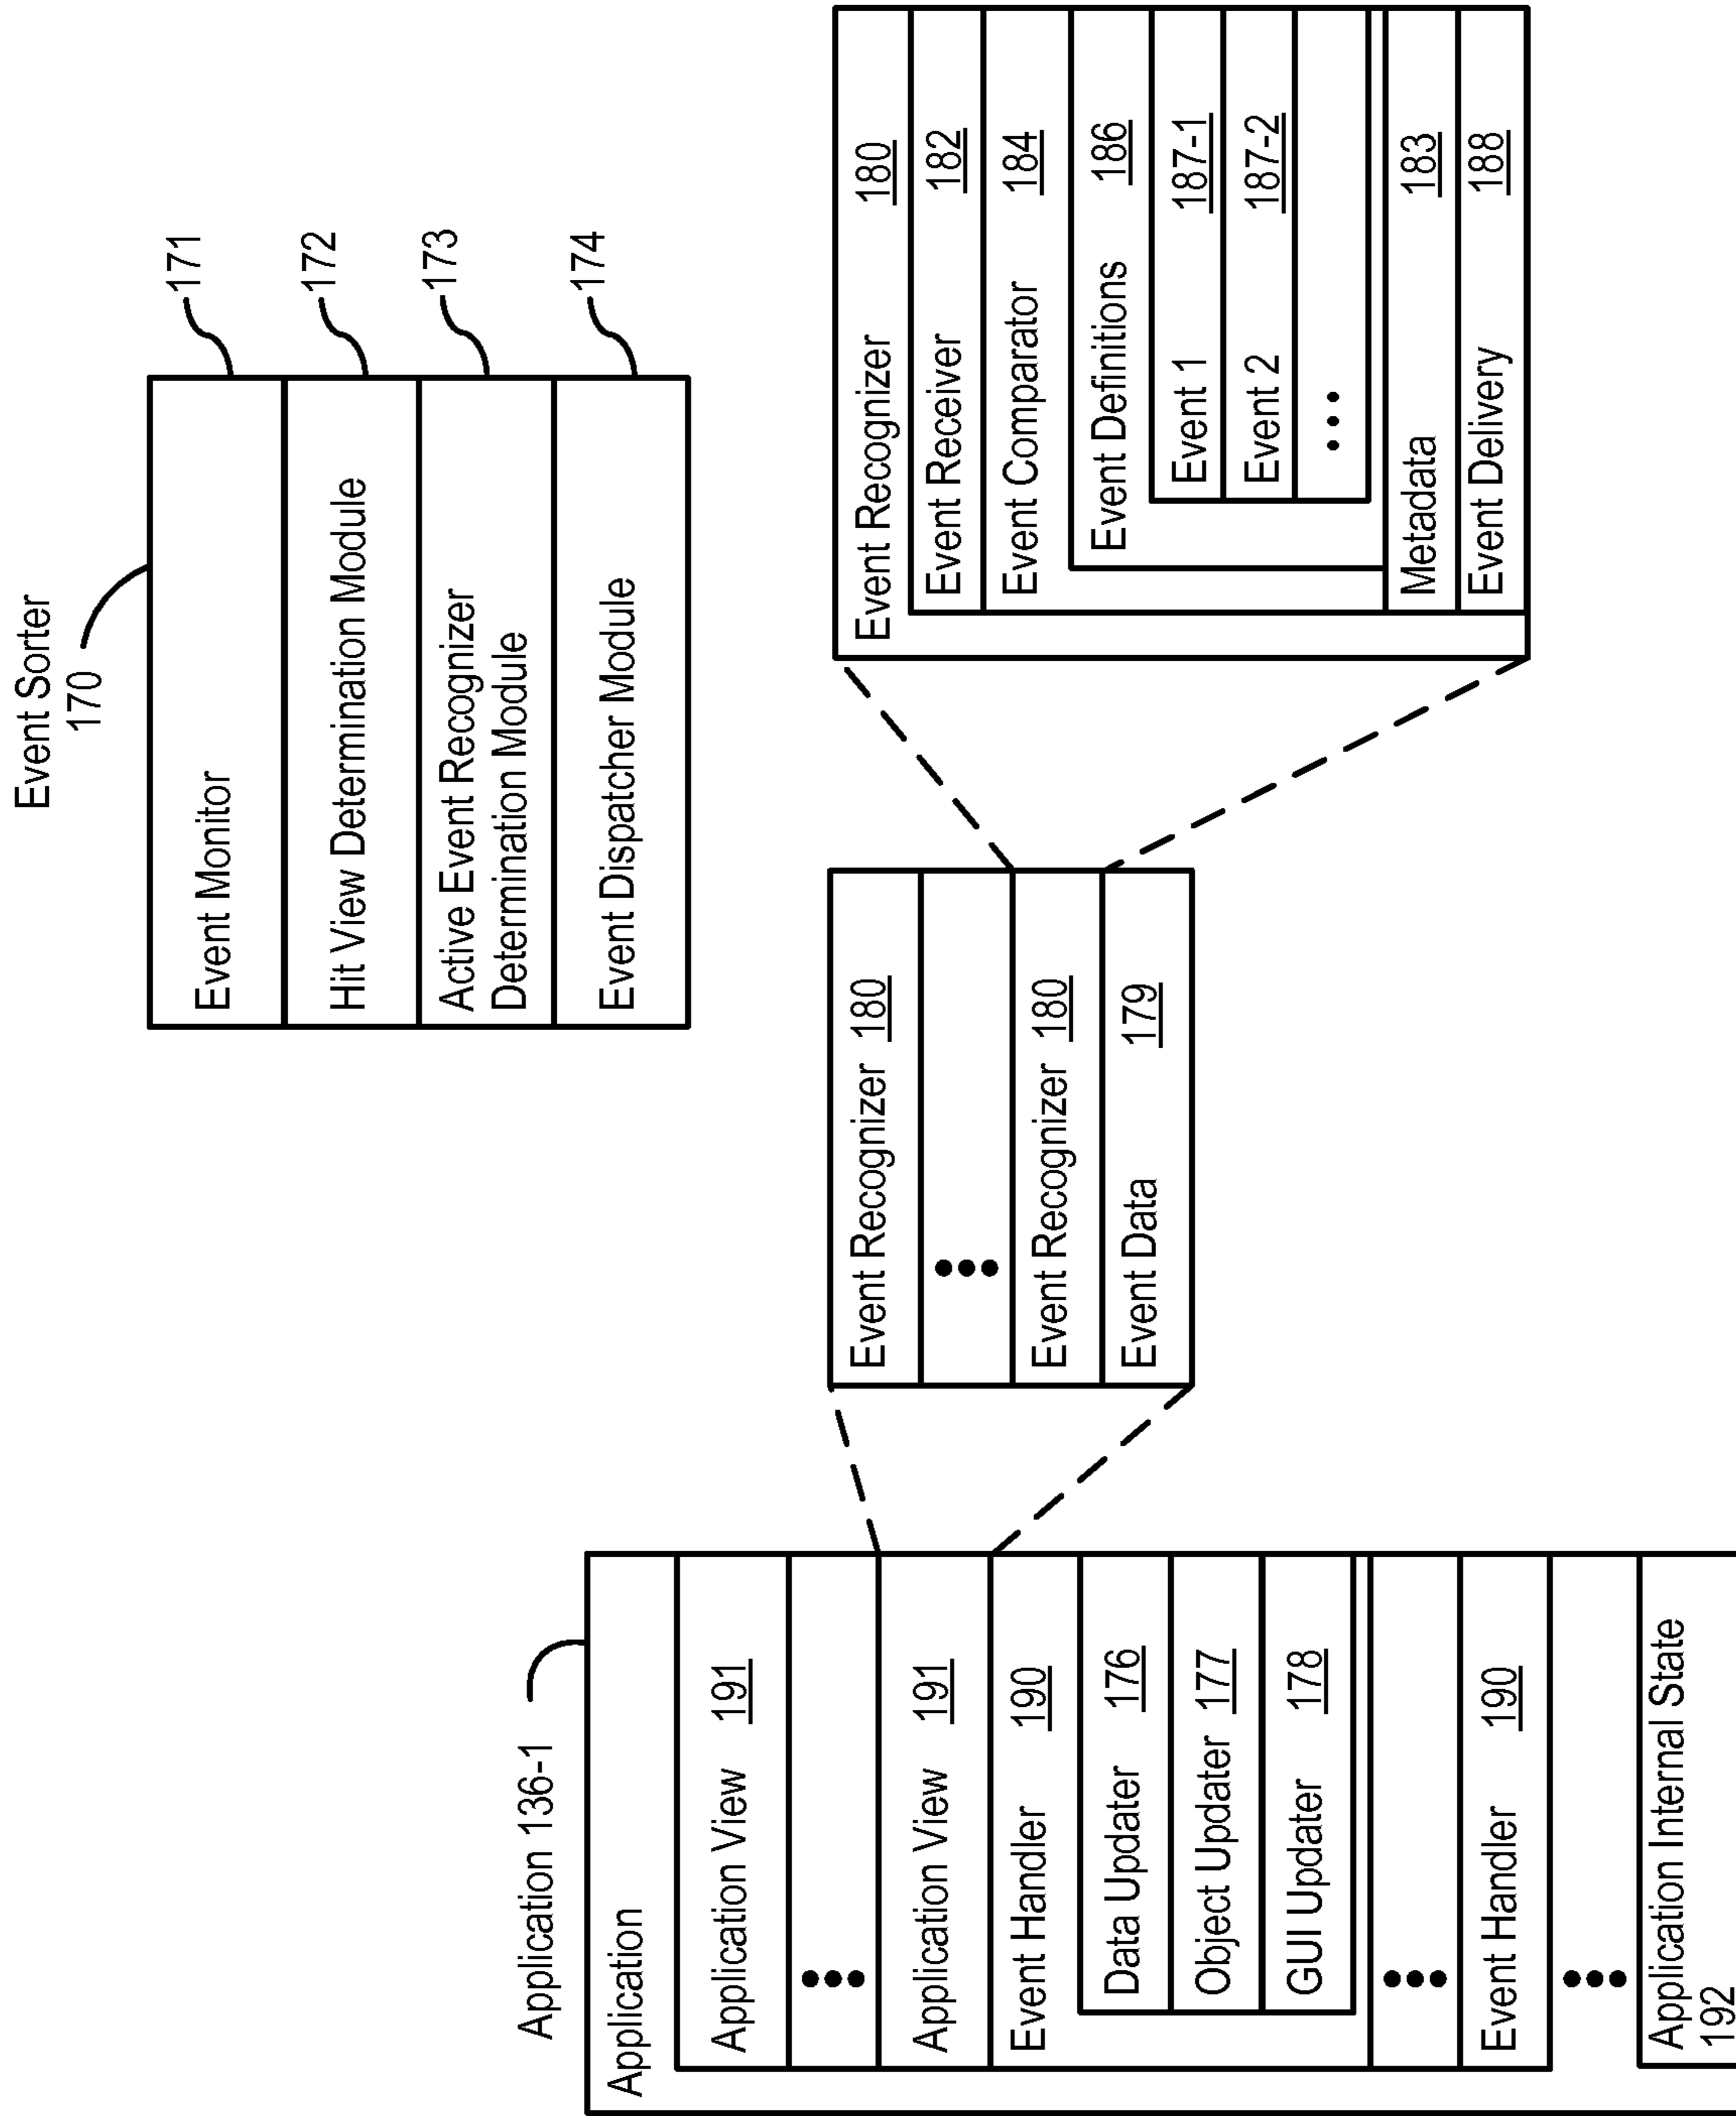 Event Sorter
170
Event Monitor
171
Hit View Determination Module
172
Active Event Recognizer
Determination Module
173
Event Dispatcher Module
174
Application 136-1
Application
Application View 191
•••
Application View 191
Event Handler 190
Data Updater 176
Object Updater 177
GUI Updater 178
•••
Event Handler 190
•••
Application Internal State
192
Event Recognizer 180
•••
Event Recognizer 180
Event Data 179
Event Recognizer 180
Event Receiver 182
Event Comparator 184
Event Definitions 186
Event 1 187-1
Event 2 187-2
•••
Metadata 183
Event Delivery 188